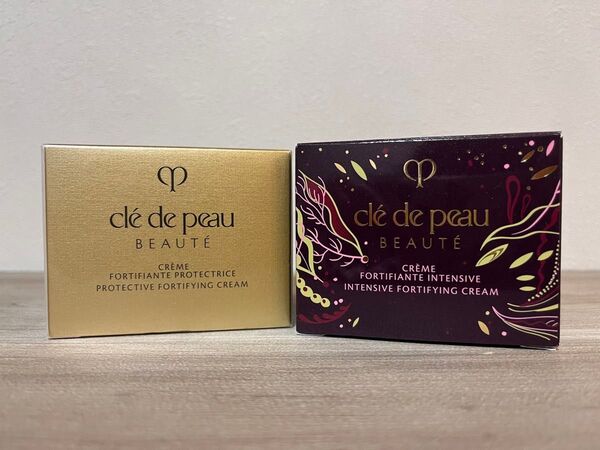 clé de peau
BEAUTÉ
CRÈME
FORTIFIANTE PROTECTRICE
PROTECTIVE FORTIFYING CREAM
clé de peau
BEAUTÉ
CRÈME
FORTIFIANTE INTENSIVE
INTENSIVE FORTIFYING CREAM